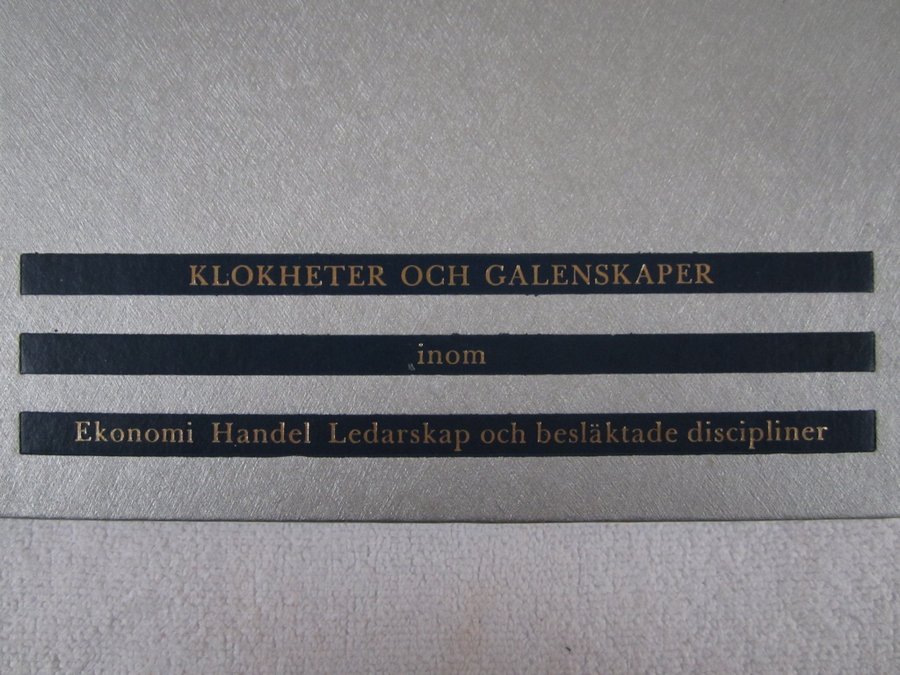 KLOKHETER OCH GALENSKAPER
inom
Ekonomi Handel Ledarskap och besläktade discipliner